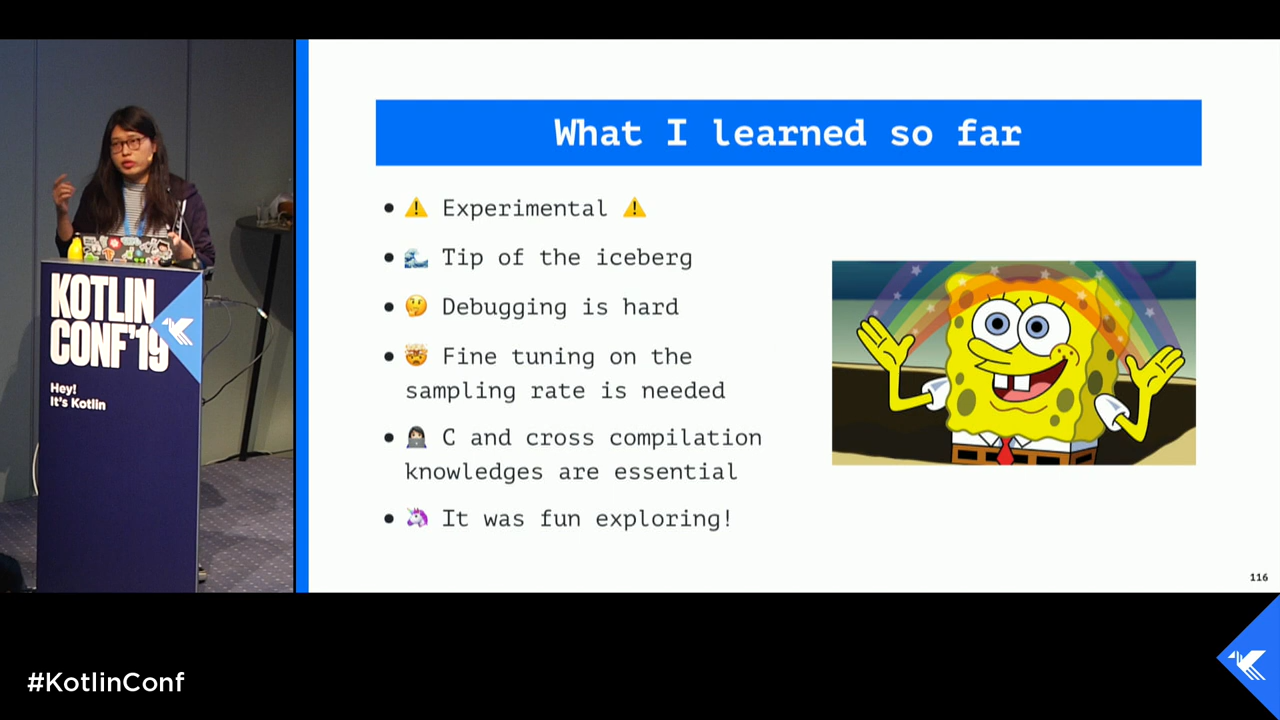 What I learned so far
• ⚠️ Experimental ⚠️
• 🌊 Tip of the iceberg
• 🤔 Debugging is hard
• 🤯 Fine tuning on the
sampling rate is needed
• 👩🏻‍💻 C and cross compilation
knowledges are essential
• 🦄 It was fun exploring!
116
KOTLIN
CONF'19
Hey!
It's Kotlin
#KotlinConf